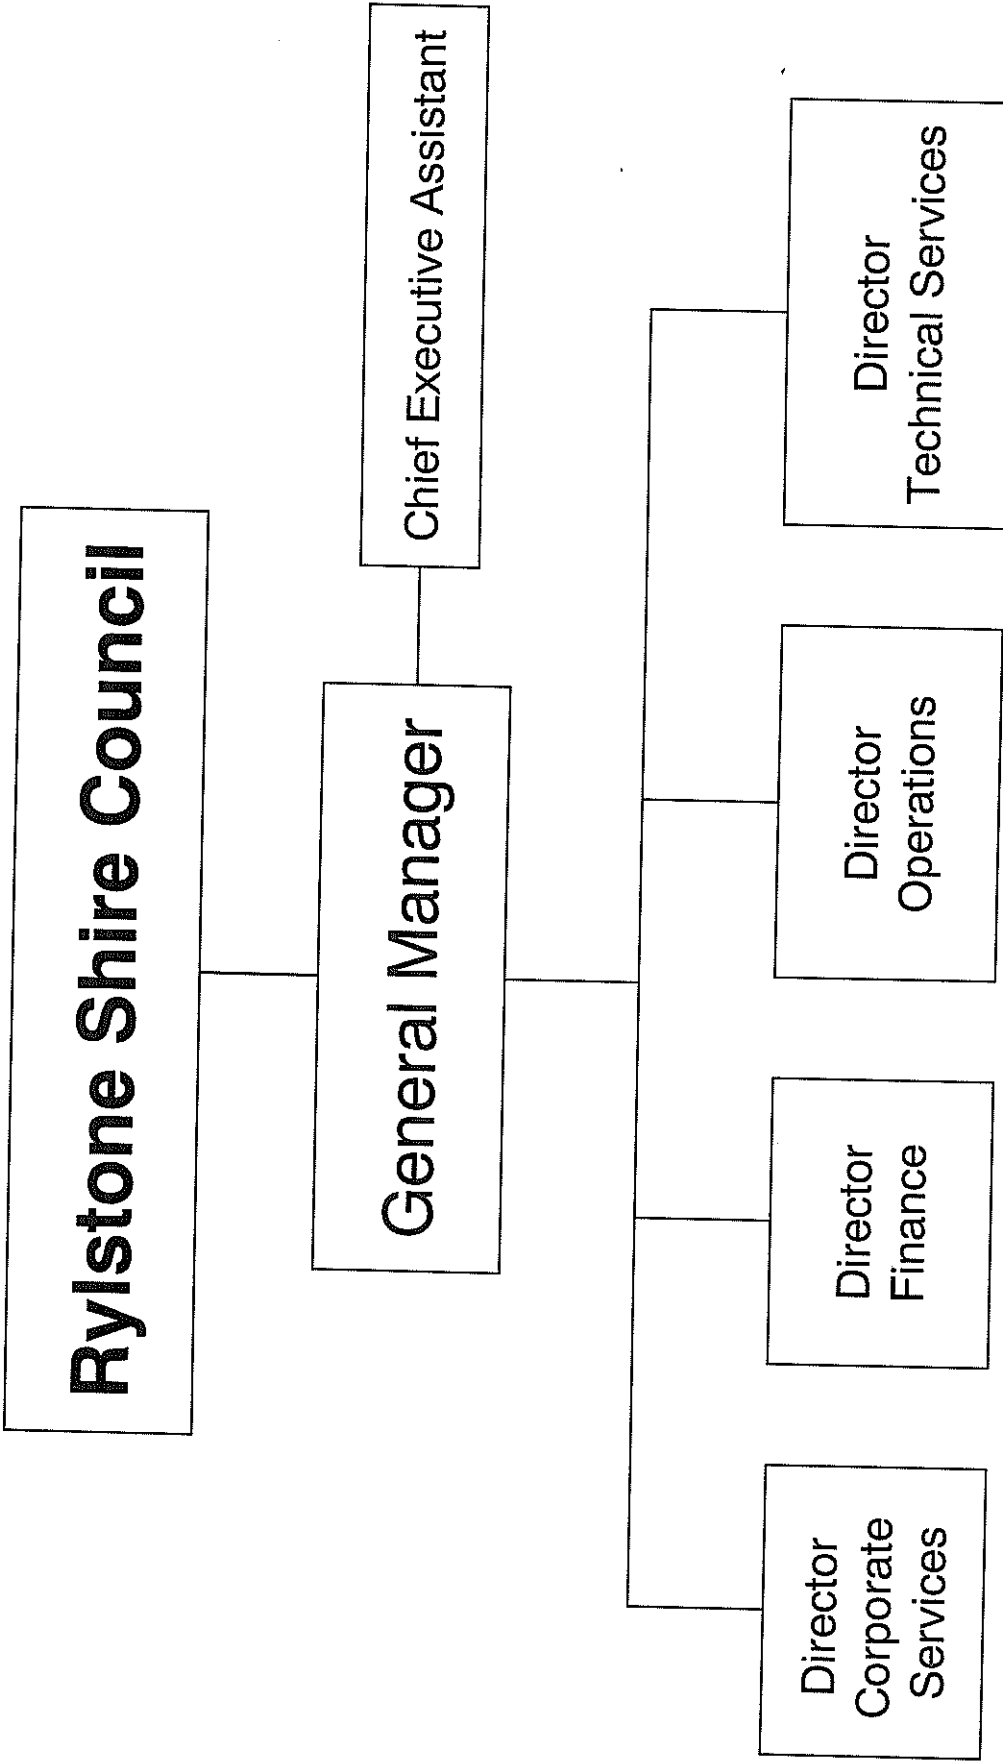 Rylstone Shire Council
General Manager
Chief Executive Assistant
Director
Corporate
Services
Director
Finance
Director
Operations
Director
Technical Services